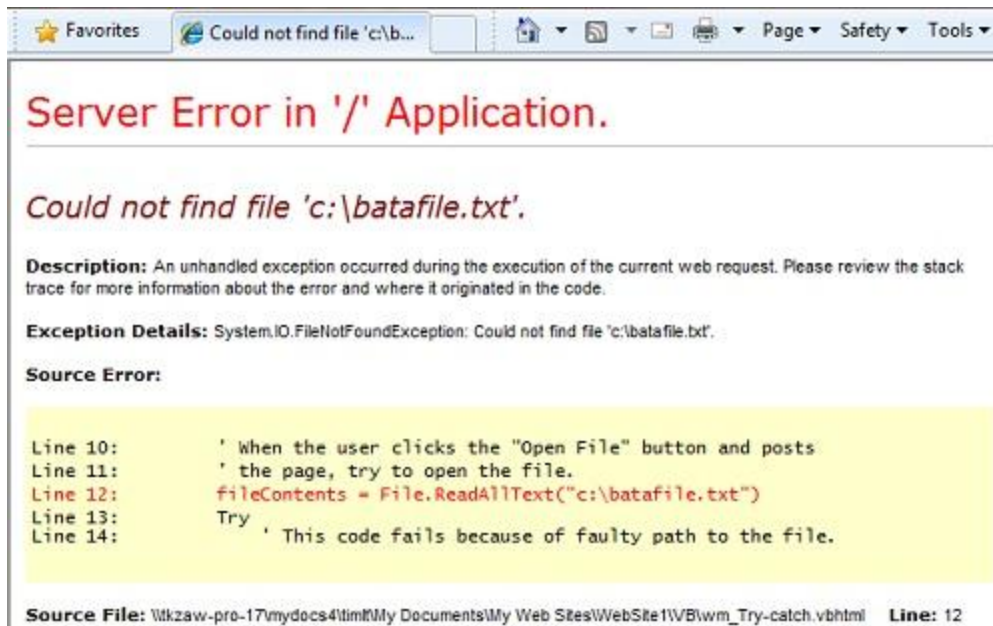 Favorites Could not find file 'c:\b... Page Safety Tools
Server Error in '/' Application.
Could not find file 'c:\batafile.txt'.
Description: An unhandled exception occurred during the execution of the current web request. Please review the stack
trace for more information about the error and where it originated in the code.
Exception Details: System.IO.FileNotFoundException: Could not find file 'c:\batafile.txt'.
Source Error:
Line 10: ' When the user clicks the "Open File" button and posts
Line 11: ' the page, try to open the file.
Line 12: fileContents = File.ReadAllText("c:\batafile.txt")
Line 13: Try
Line 14: ' This code fails because of faulty path to the file.
Source File: \\tkzaw-pro-17\mydocs4\timlt\My Documents\My Web Sites\WebSite1\VB\wm_Try-catch.vbhtml Line: 12